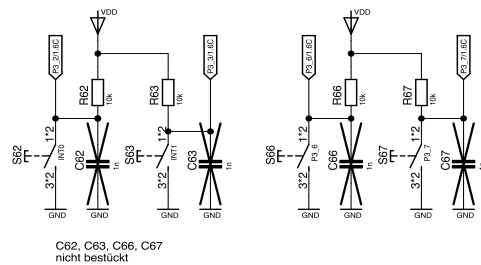 VDD
VDD
P3_2/1.6C
P3_3/1.6C
P3_6/1.6C
P3_7/1.6C
R62
10k
R63
10k
R66
10k
R67
10k
S62
1*2
3*2
INT0
C62
1n
S63
1*2
3*2
INT1
C63
1n
S66
1*2
3*2
P3_6
C66
1n
S67
1*2
3*2
P3_7
C67
GND
GND
GND
GND
GND
GND
GND
GND
C62, C63, C66, C67
nicht bestückt